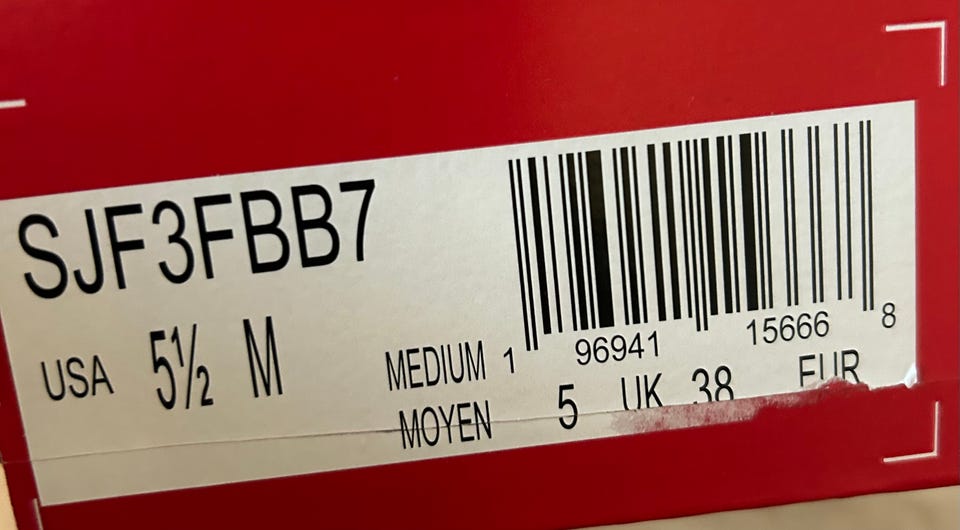 SJF3FBB7
USA 5½ M
MEDIUM
MOYEN
5 UK 38 EUR
1 96941 15666 8